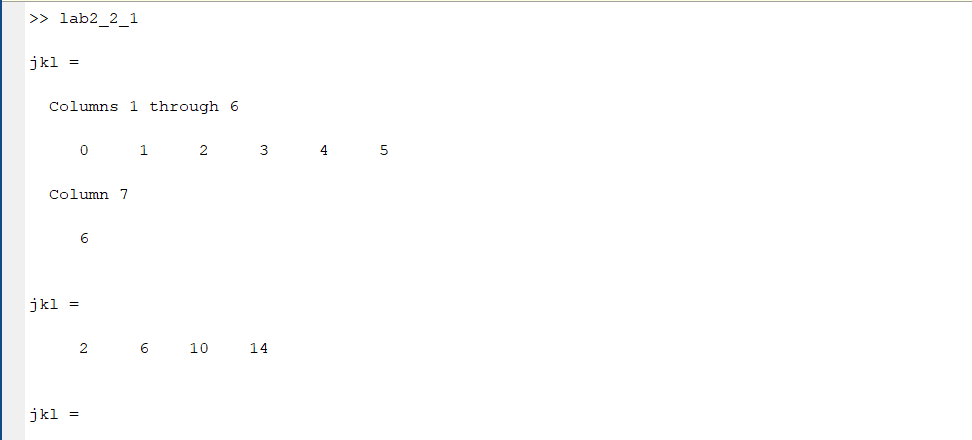 >> lab2_2_1
jkl =
Columns 1 through 6
0 1 2 3 4 5
Column 7
6
jkl =
2 6 10 14
jkl =